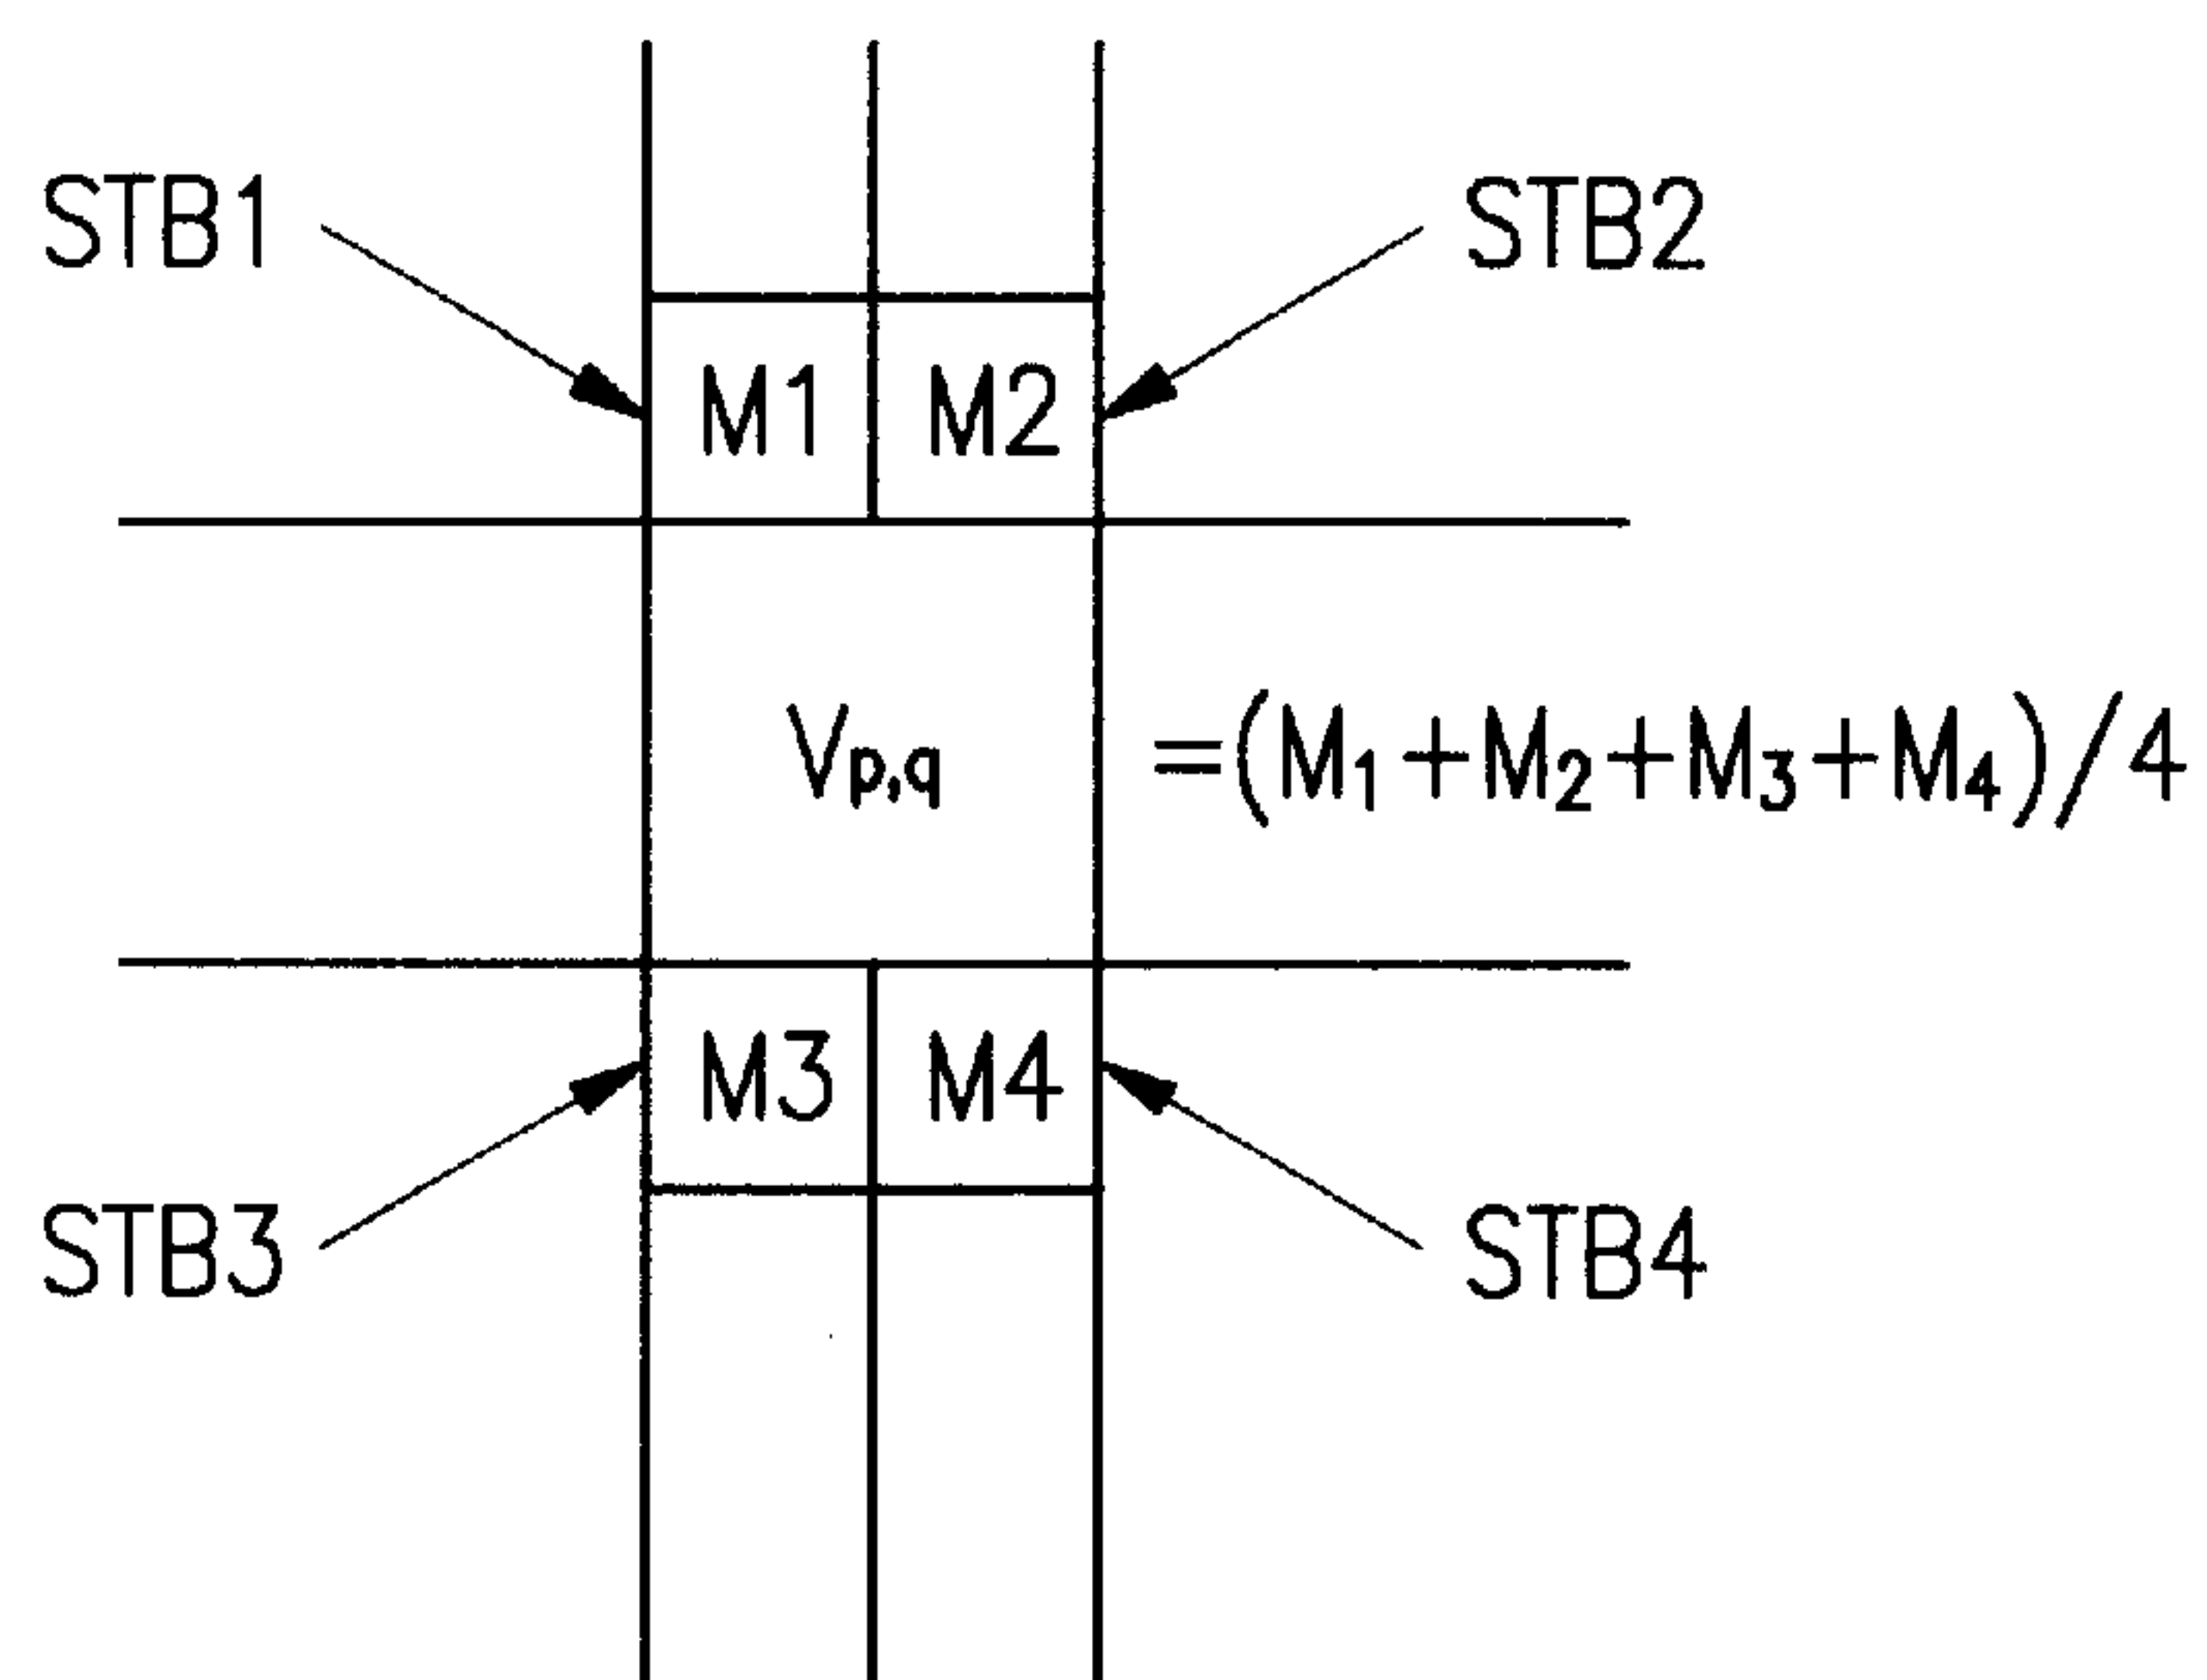 STB1
STB2
M1 M2
Vp,q =(M1+M2+M3+M4)/4
M3 M4
STB3
STB4